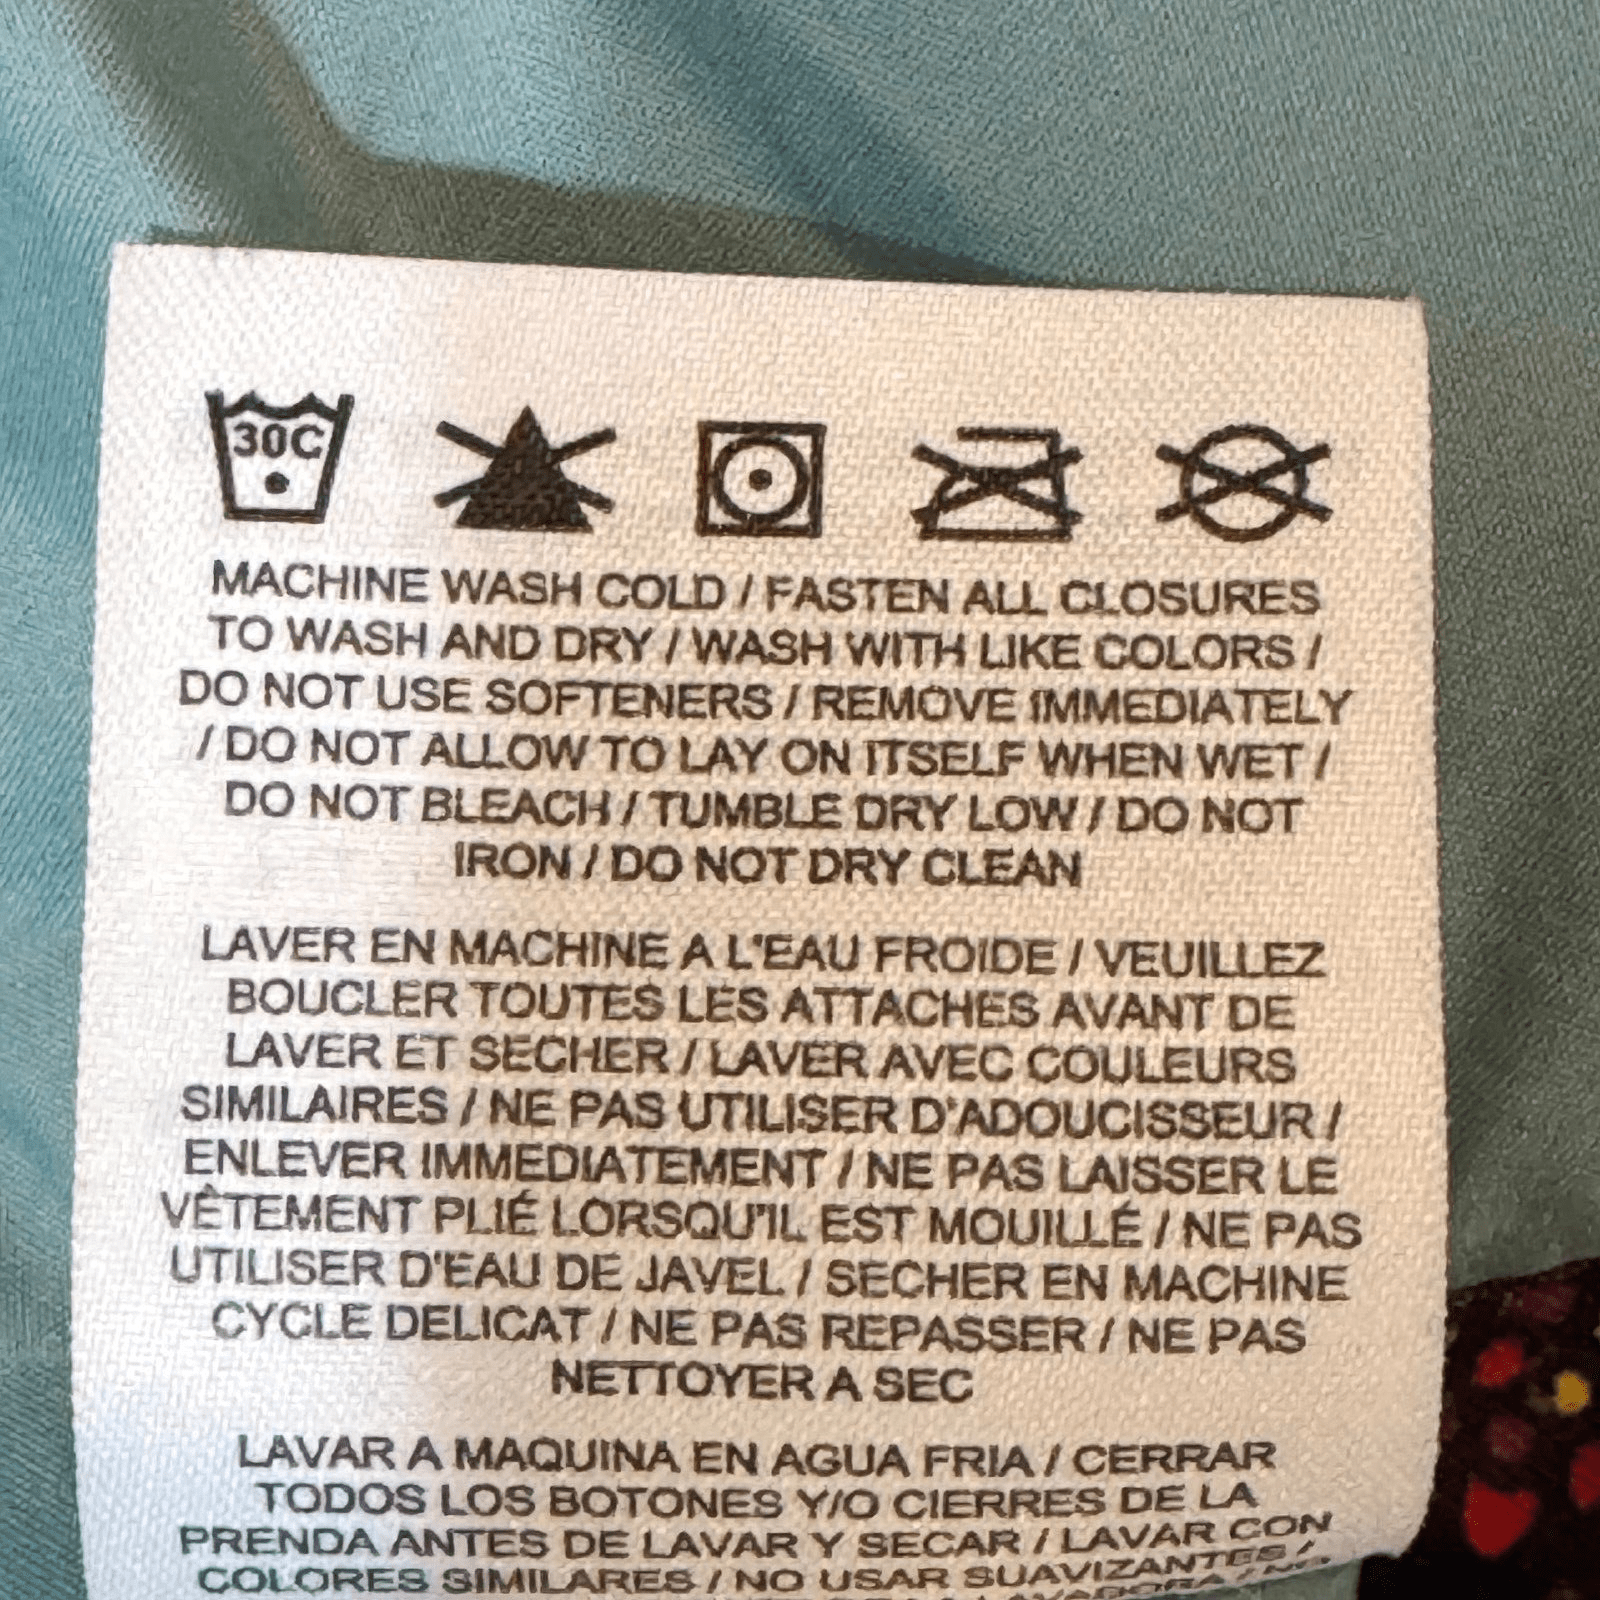 30C
MACHINE WASH COLD / FASTEN ALL CLOSURES
TO WASH AND DRY / WASH WITH LIKE COLORS /
DO NOT USE SOFTENERS / REMOVE IMMEDIATELY
/ DO NOT ALLOW TO LAY ON ITSELF WHEN WET /
DO NOT BLEACH / TUMBLE DRY LOW / DO NOT
IRON / DO NOT DRY CLEAN
LAVER EN MACHINE A L'EAU FROIDE / VEUILLEZ
BOUCLER TOUTES LES ATTACHES AVANT DE
LAVER ET SECHER / LAVER AVEC COULEURS
SIMILAIRES / NE PAS UTILISER D'ADOUCISSEUR /
ENLEVER IMMEDIATEMENT / NE PAS LAISSER LE
VÊTEMENT PLIÉ LORSQU'IL EST MOUILLÉ / NE PAS
UTILISER D'EAU DE JAVEL / SECHER EN MACHINE
CYCLE DELICAT / NE PAS REPASSER / NE PAS
NETTOYER A SEC
LAVAR A MAQUINA EN AGUA FRIA / CERRAR
TODOS LOS BOTONES Y/O CIERRES DE LA
PRENDA ANTES DE LAVAR Y SECAR / LAVAR CON
COLORES SIMILARES / NO USAR SUAVIZANTES /